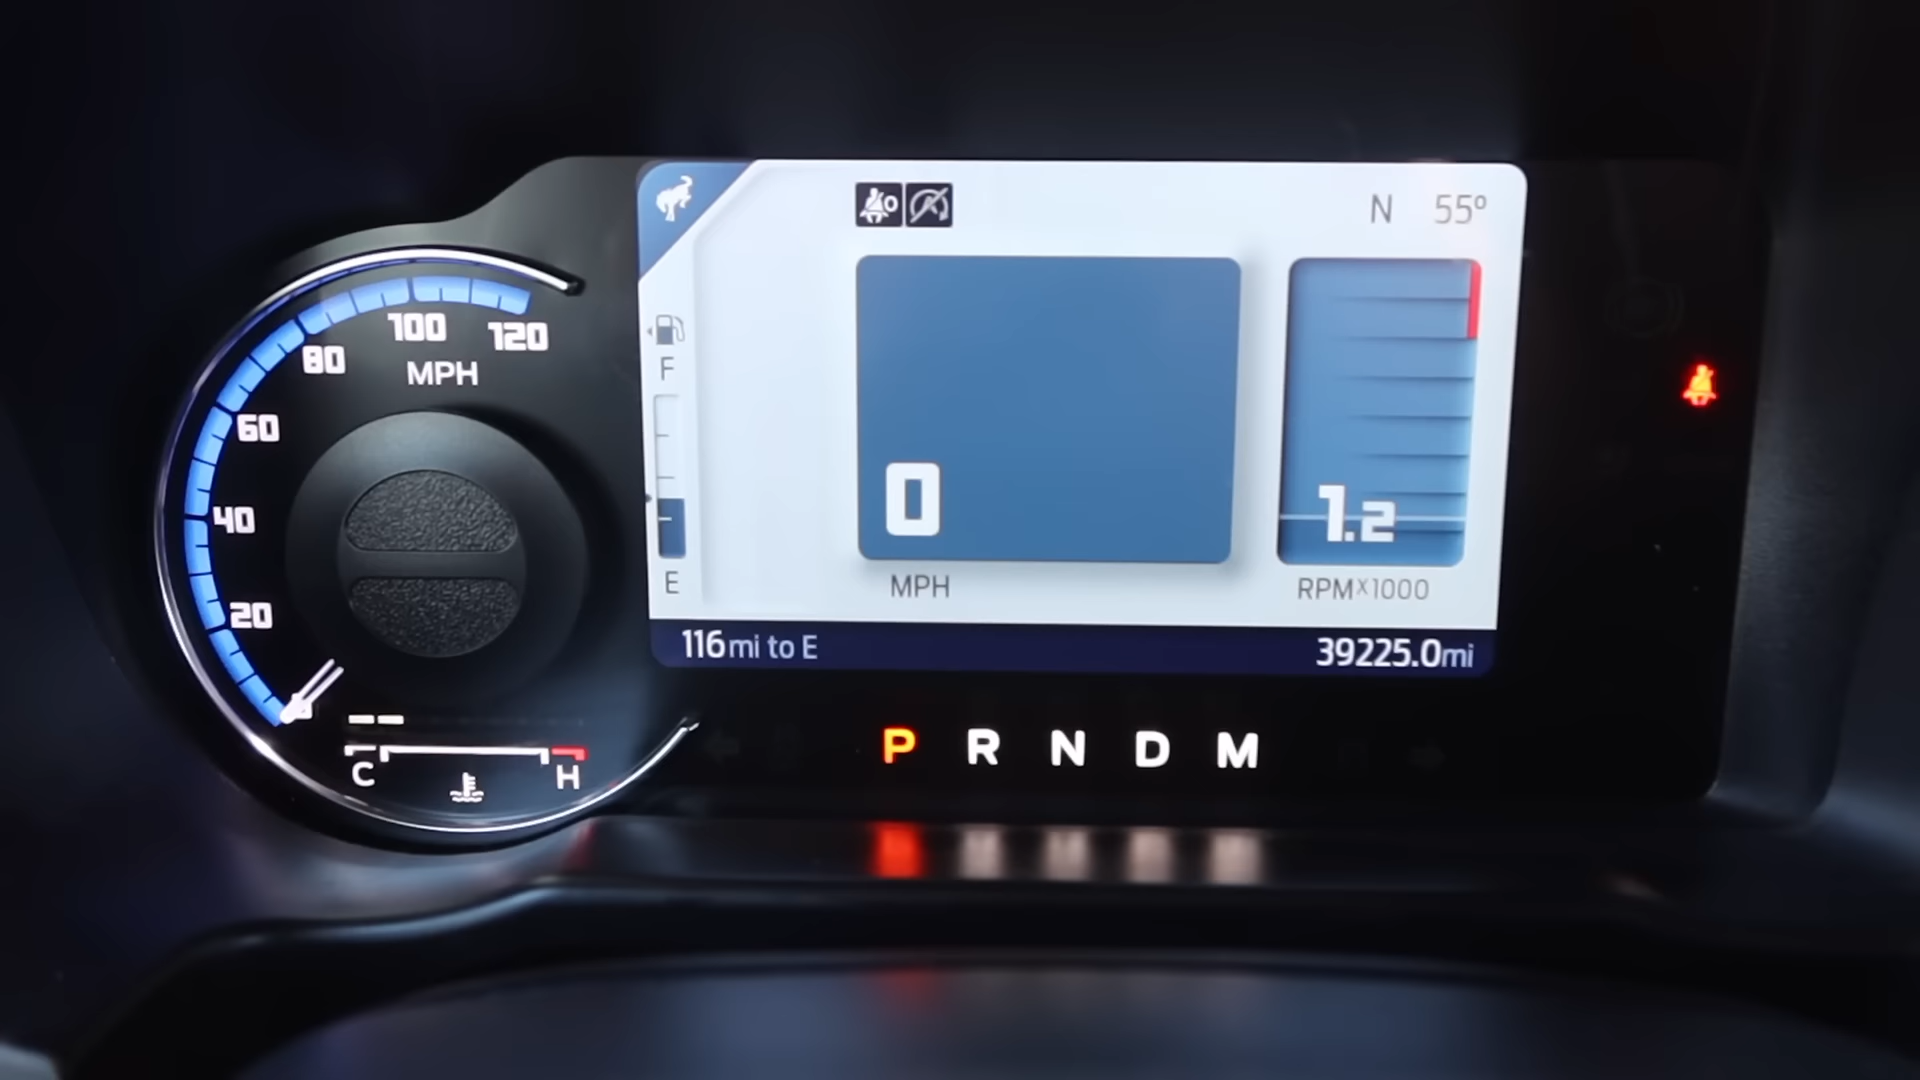 N 55°
100
120
80
MPH
F
60
0
1.2
40
E
MPH
RPMx1000
20
116mi to E
39225.0mi
P R N D M
C
H